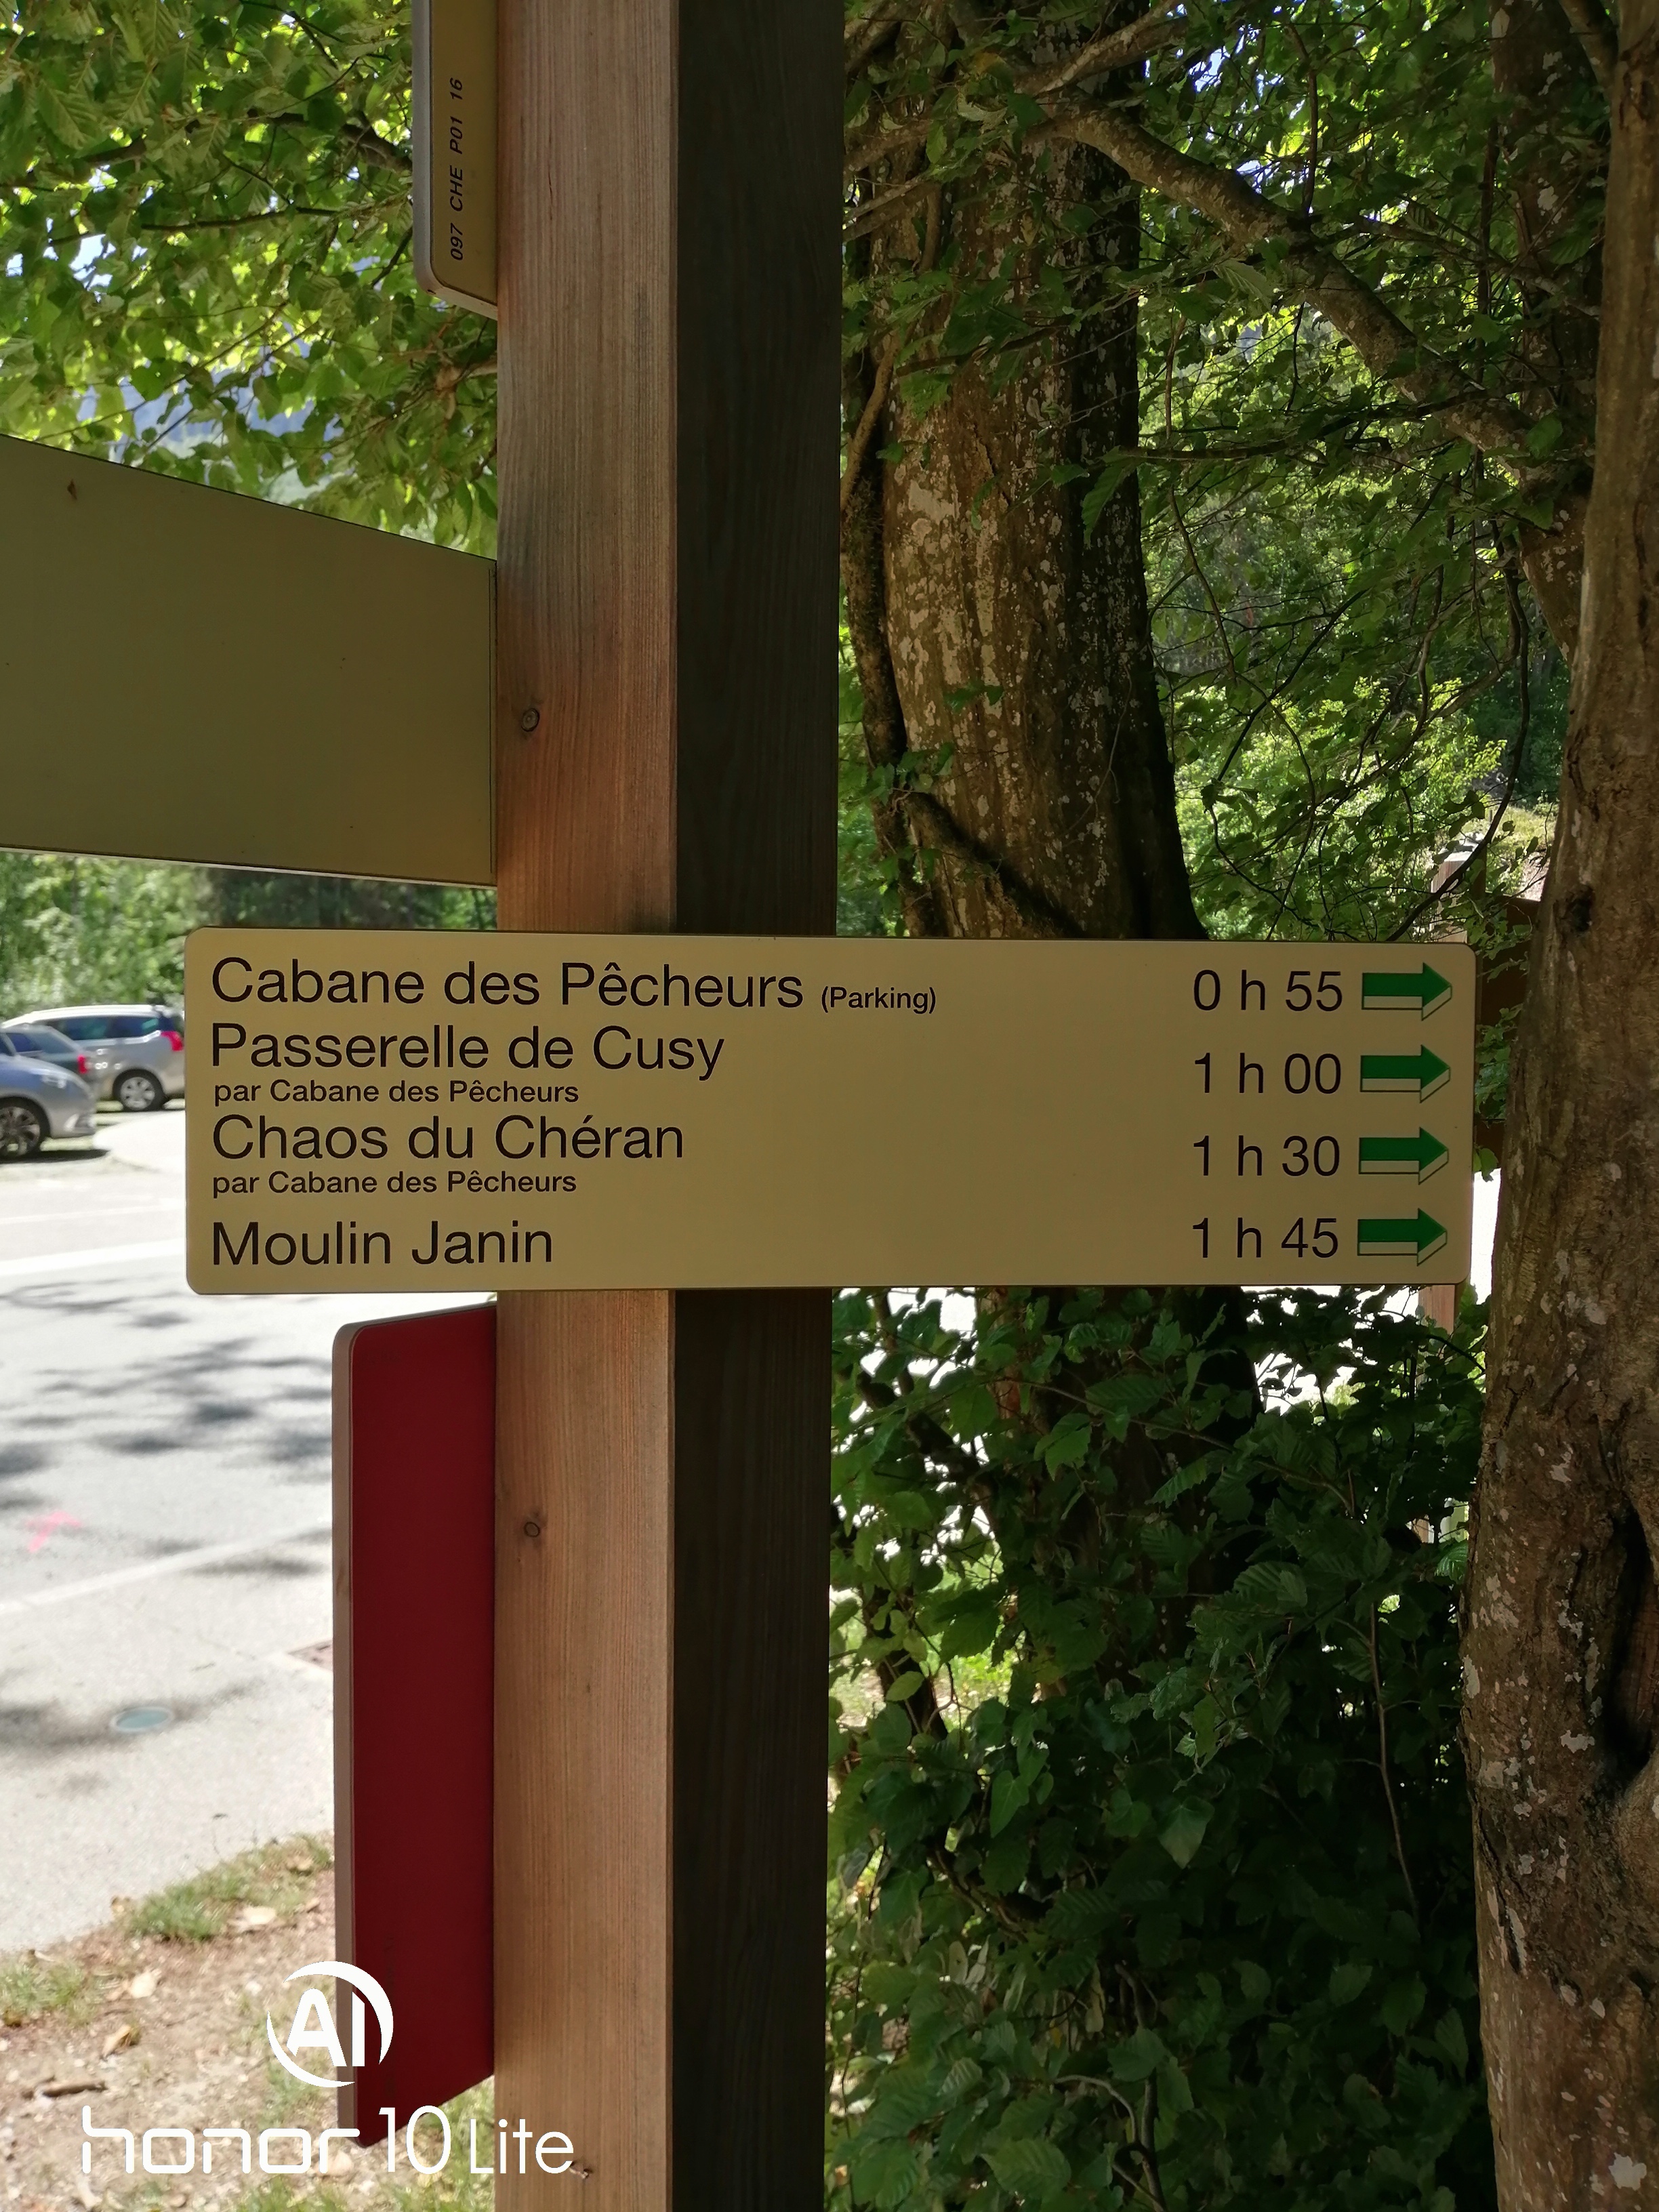 097 CHE P01 16
Cabane des Pêcheurs (Parking) 0 h 55
Passerelle de Cusy 1 h 00
par Cabane des Pêcheurs
Chaos du Chéran 1 h 30
par Cabane des Pêcheurs
Moulin Janin 1 h 45
AI
honor 10 Lite